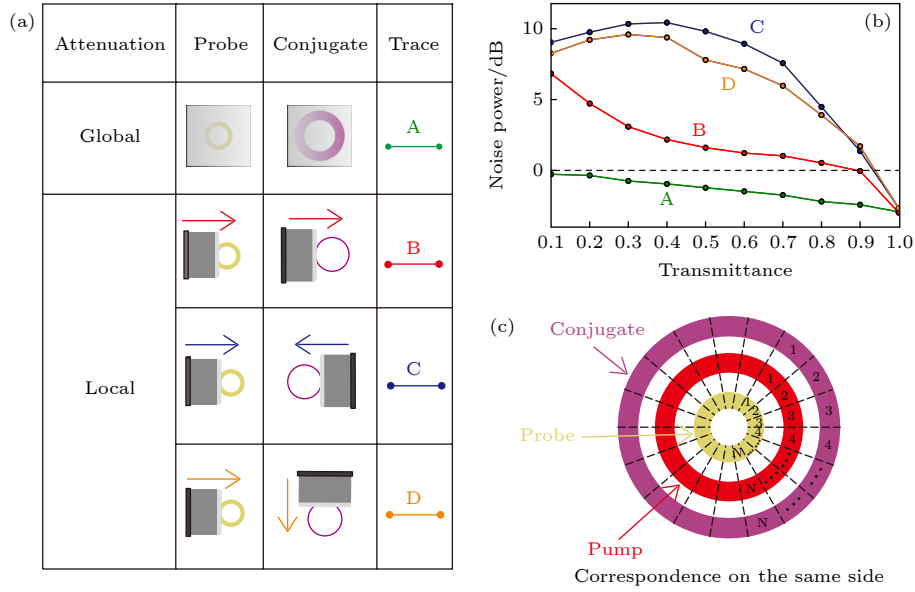 (a)
Attenuation Probe Conjugate Trace
Global
A
B
Local
C
D
(b)
Noise power/dB
10
5
0
C
D
B
A
0.1 0.2 0.3 0.4 0.5 0.6 0.7 0.8 0.9 1.0
Transmittance
(c)
Conjugate
Probe
Pump
1
2
3
4
N
1
2
3
4
N
1
2
3
4
N
Correspondence on the same side